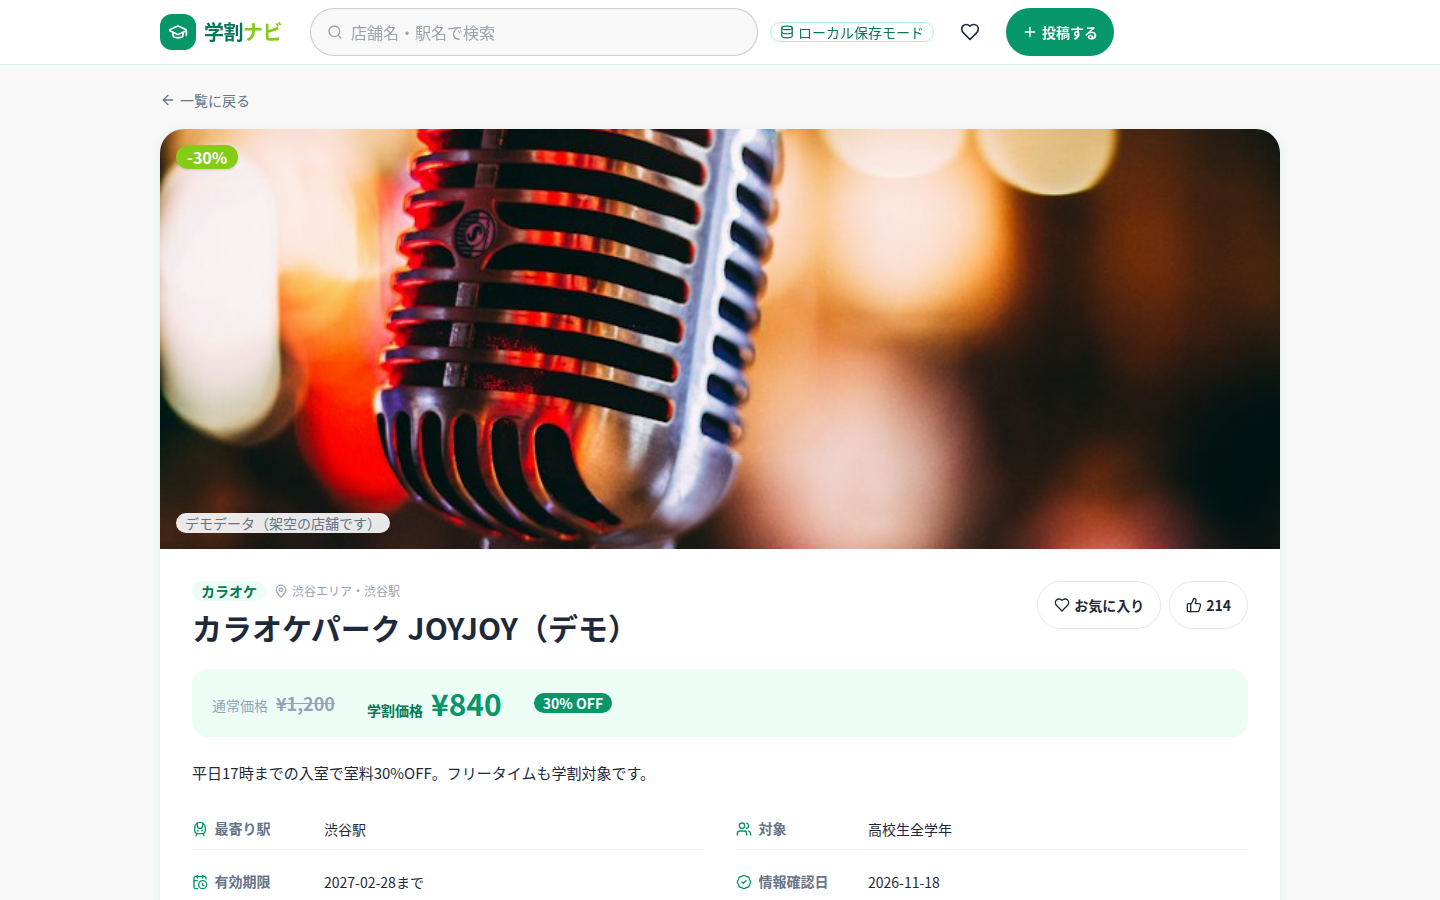 学割ナビ
店舗名・駅名で検索
ローカル保存モード
投稿する
一覧に戻る
-30%
デモデータ（架空の店舗です）
カラオケ
渋谷エリア・渋谷駅
お気に入り
214
カラオケパーク JOYJOY（デモ）
通常価格 ¥1,200 学割価格 ¥840 30% OFF
平日17時までの入室で室料30%OFF。フリータイムも学割対象です。
最寄り駅 渋谷駅
対象 高校生全学年
有効期限 2027-02-28まで
情報確認日 2026-11-18